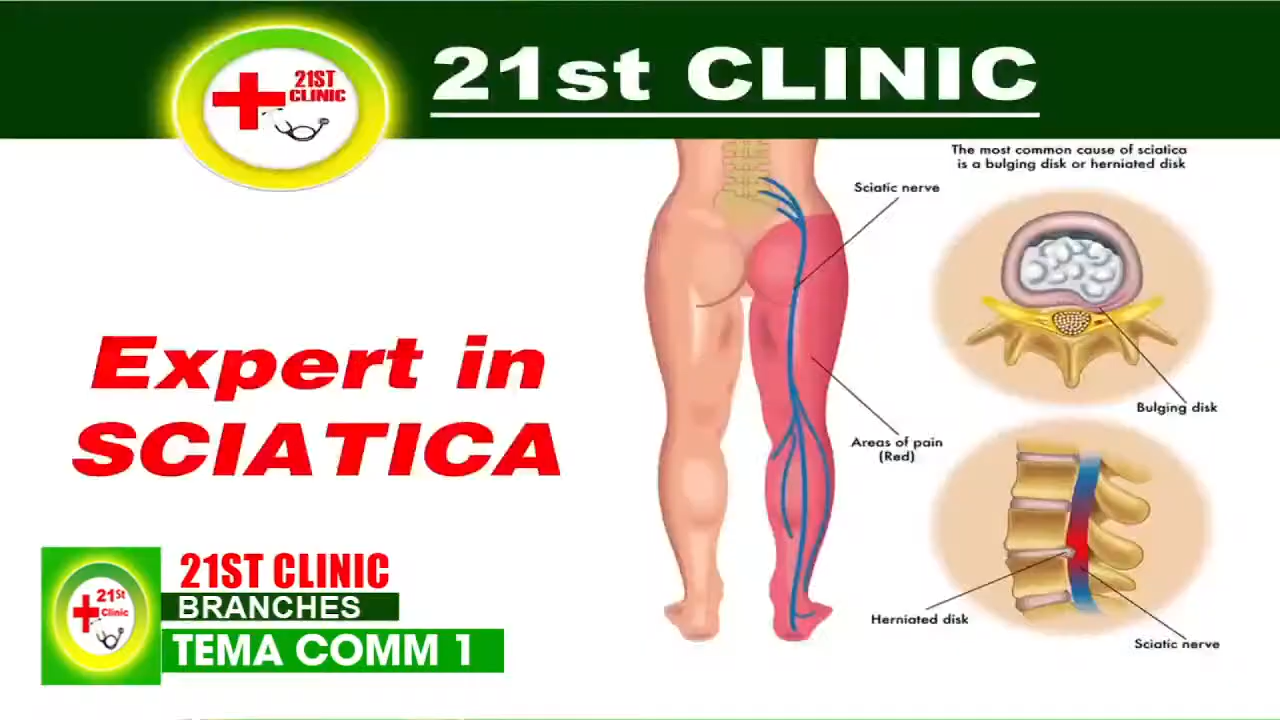 21ST
CLINIC
21st CLINIC
The most common cause of sciatica
is a bulging disk or herniated disk
Sciatic nerve
Expert in
SCIATICA
Bulging disk
Areas of pain
(Red)
Herniated disk
Sciatic nerve
21St
Clinic
21ST CLINIC
BRANCHES
TEMA COMM 1